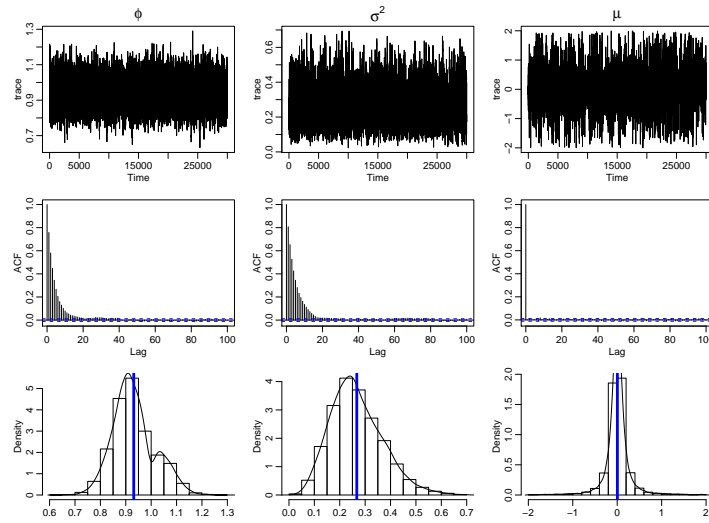 ϕ
σ²
μ
trace
0.7 0.9 1.1 1.3
0 5000 15000 25000
Time
trace
0.0 0.2 0.4 0.6
0 5000 15000 25000
Time
trace
−2 −1 0 1 2
0 5000 15000 25000
Time
ACF
0.0 0.2 0.4 0.6 0.8 1.0
0 20 40 60 80 100
Lag
ACF
0.0 0.2 0.4 0.6 0.8 1.0
0 20 40 60 80 100
Lag
ACF
0.0 0.2 0.4 0.6 0.8 1.0
0 20 40 60 80 100
Lag
Density
0 1 2 3 4 5
0.6 0.7 0.8 0.9 1.0 1.1 1.2 1.3
Density
0 1 2 3 4
0.0 0.1 0.2 0.3 0.4 0.5 0.6 0.7
Density
0.0 0.5 1.0 1.5 2.0
−2 −1 0 1 2